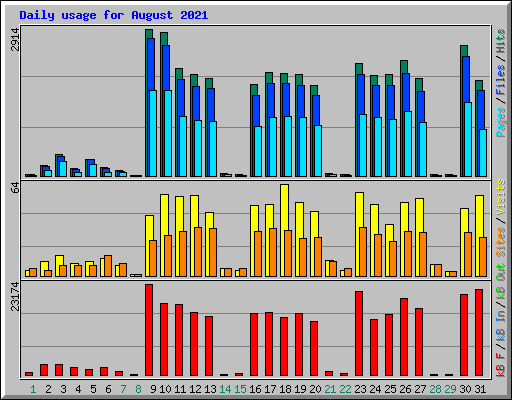 Daily usage for August 2021
2914
Pages / Files / Hits
64
Sites / Visits
23174
kB F / kB In / kB Out
1 2 3 4 5 6 7 8 9 10 11 12 13 14 15 16 17 18 19 20 21 22 23 24 25 26 27 28 29 30 31